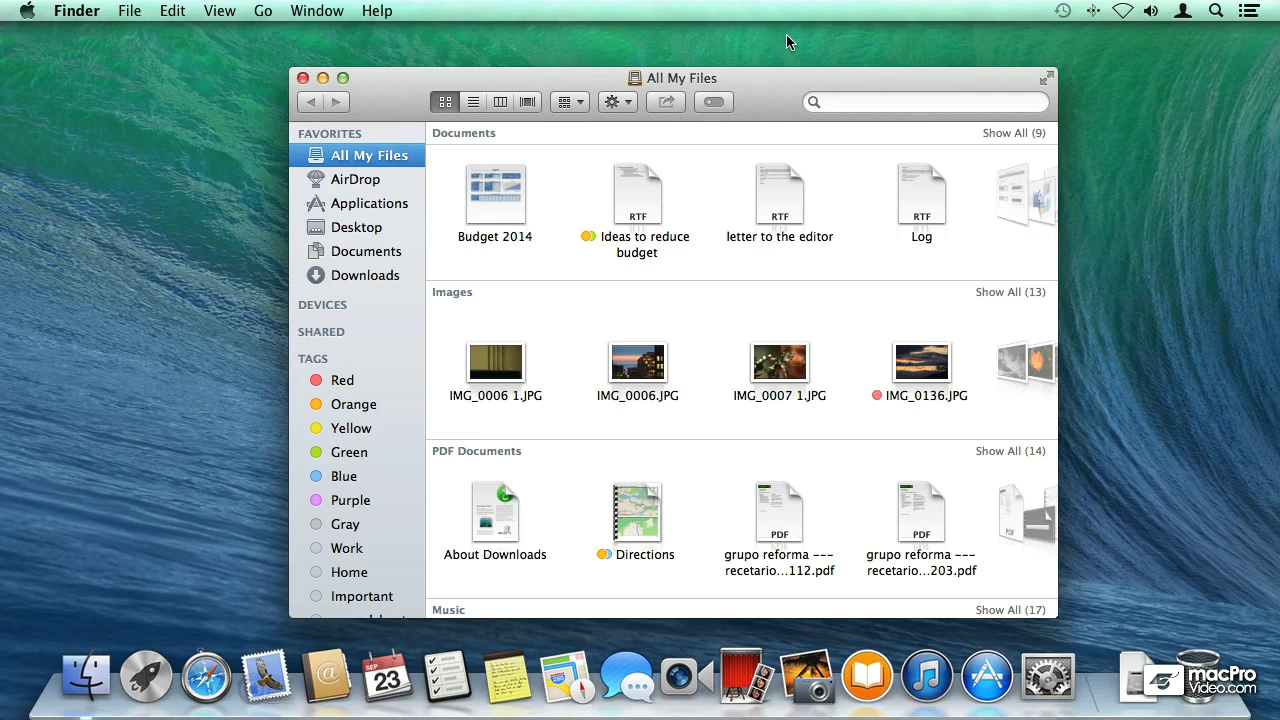 Finder File Edit View Go Window Help
All My Files
FAVORITES
All My Files
AirDrop
Applications
Desktop
Documents
Downloads
DEVICES
SHARED
TAGS
Red
Orange
Yellow
Green
Blue
Purple
Gray
Work
Home
Important
Documents Show All (9)
RTF RTF RTF
Budget 2014 Ideas to reduce letter to the editor Log
budget
Images Show All (13)
IMG_0006 1.JPG IMG_0006.JPG IMG_0007 1.JPG IMG_0136.JPG
PDF Documents Show All (14)
PDF PDF PDF
About Downloads Directions grupo reforma --- grupo reforma ---
recetario...112.pdf recetario...203.pdf
Music Show All (17)
SEP
23
280
macPro
Video.com